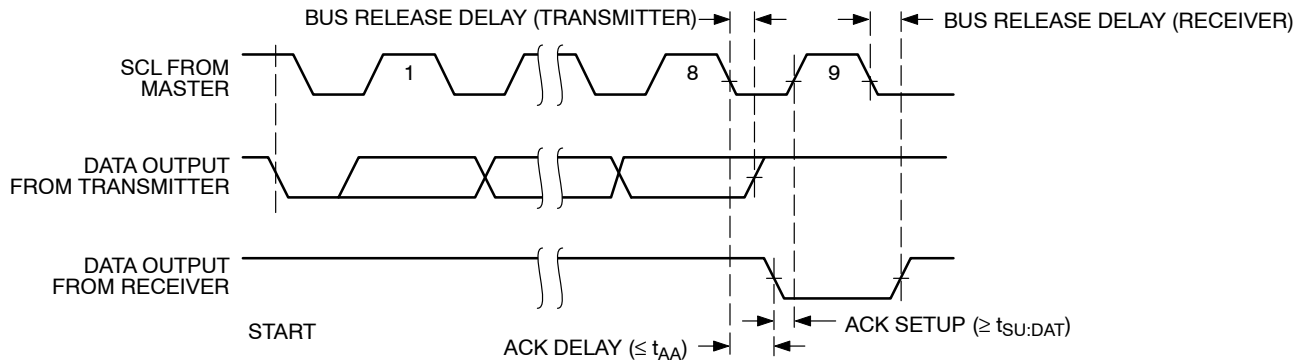 BUS RELEASE DELAY (TRANSMITTER)
BUS RELEASE DELAY (RECEIVER)
SCL FROM
MASTER
1
8
9
DATA OUTPUT
FROM TRANSMITTER
DATA OUTPUT
FROM RECEIVER
START
ACK SETUP (≥ tSU:DAT)
ACK DELAY (≤ tAA)